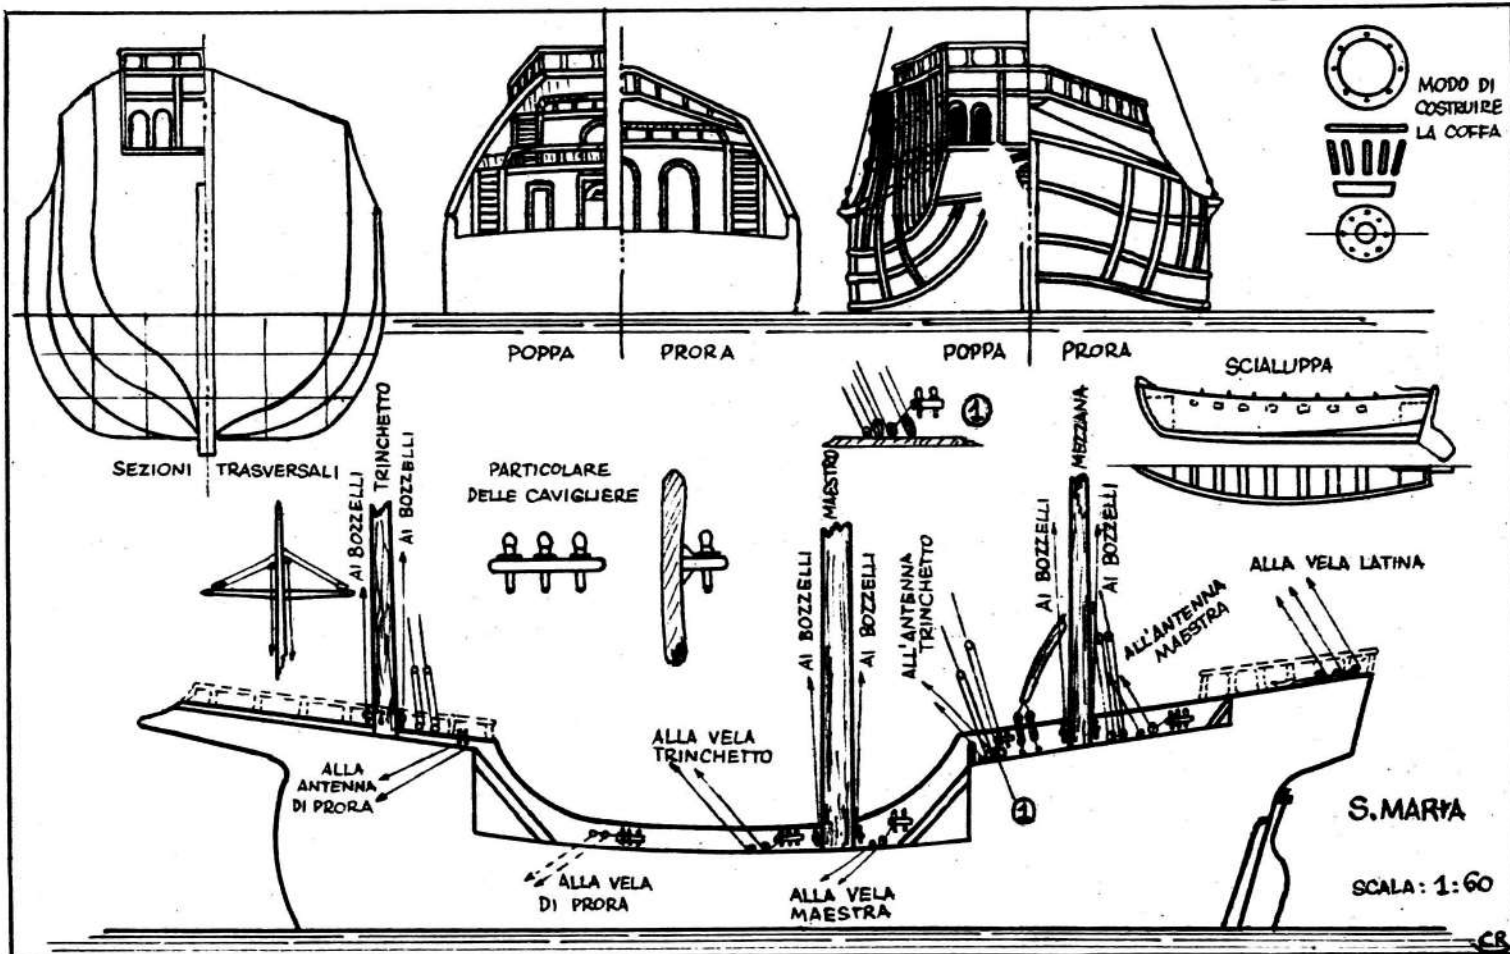 MODO DI
COSTRUIRE
LA COFFA
POPPA
PRORA
POPPA
PRORA
SCIALUPPA
1
SEZIONI TRASVERSALI
TRINCHETTO
AI BOZZELLI
AI BOZZELLI
PARTICOLARE
DELLE CAVIGLIERE
MAESTRO
AI BOZZELLI
AI BOZZELLI
ALL'ANTENNA
TRINCHETTO
MEZZANA
AI BOZZELLI
AI BOZZELLI
ALL'ANTENNA
MAESTRA
ALLA VELA LATINA
ALLA
ANTENNA
DI PRORA
ALLA VELA
TRINCHETTO
1
ALLA VELA
DI PRORA
ALLA VELA
MAESTRA
S. MARIA
SCALA: 1:60
CR